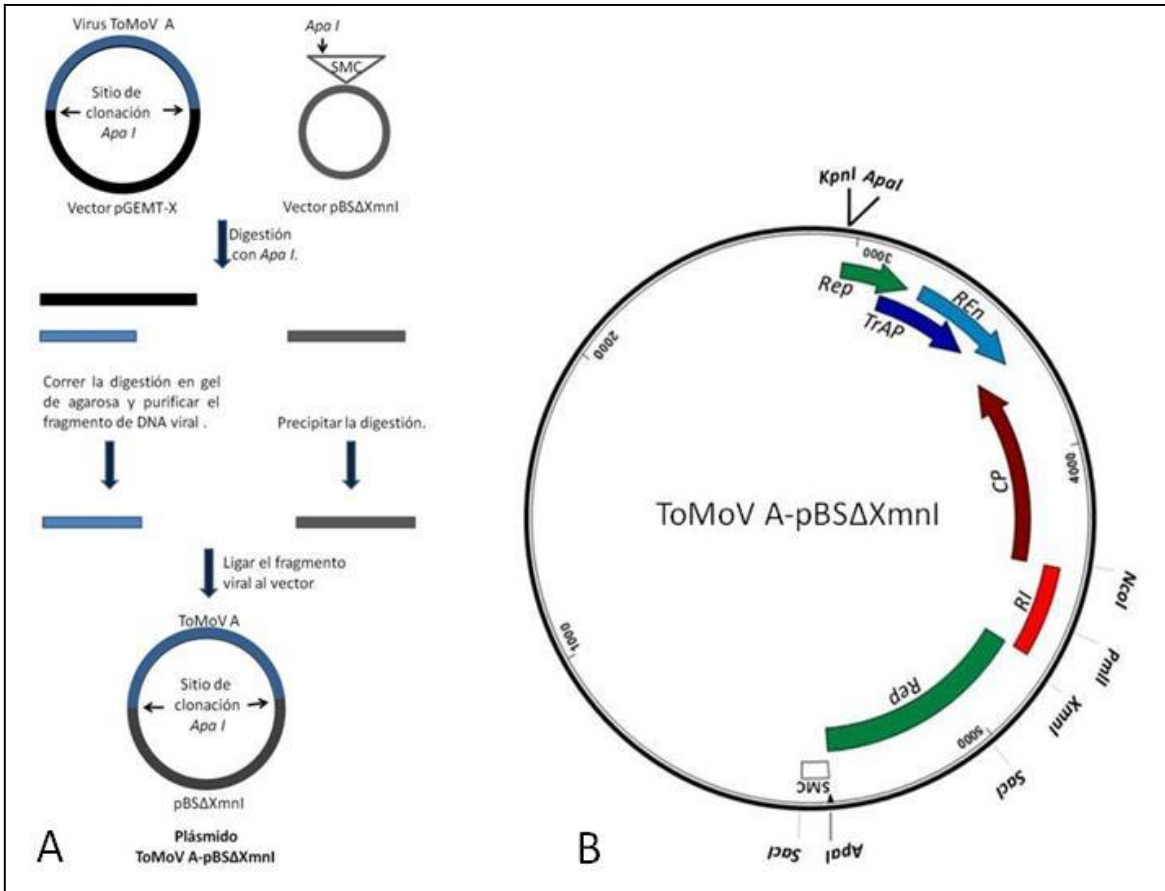 Virus ToMoV A
Sitio de
clonación
Apa I
Vector pGEMT-X
Apa I
SMC
Vector pBSΔXmnI
Digestión
con Apa I.
Correr la digestión en gel
de agarosa y purificar el
fragmento de DNA viral .
Precipitar la digestión.
Ligar el fragmento
viral al vector
ToMoV A
Sitio de
clonación
Apa I
pBSΔXmnI
Plásmido
ToMoV A-pBSΔXmnI
A
KpnI ApaI
3000
Rep
TrAP
REn
2000
4000
CP
ToMoV A-pBSΔXmnI
NcoI
RI
PmlI
XmnI
1000
Rep
5000
SacI
SMC
SacI
ApaI
B